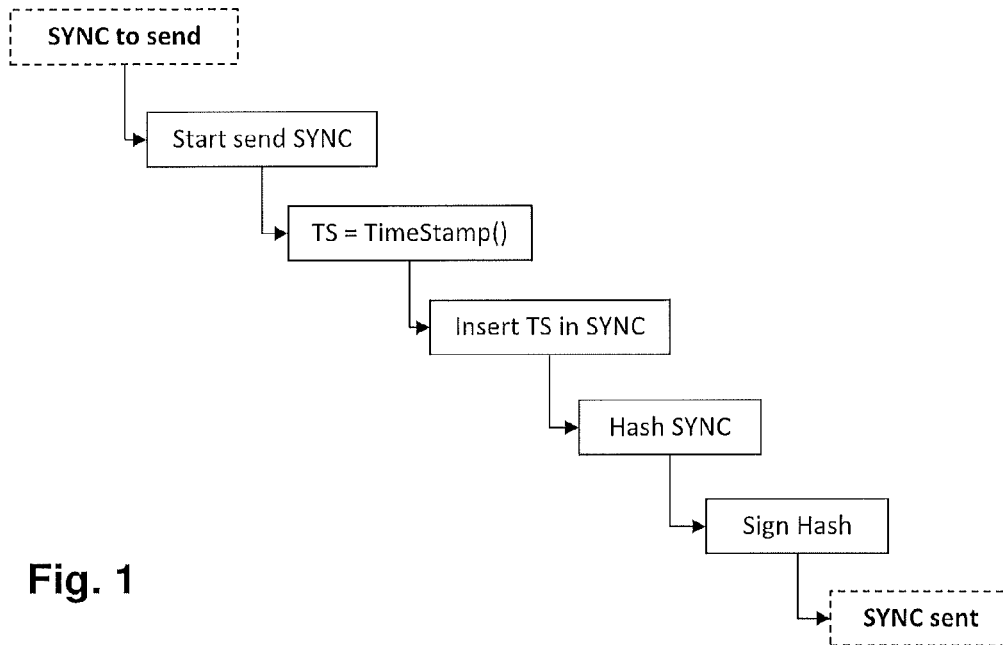 SYNC to send
Start send SYNC
TS = TimeStamp()
Insert TS in SYNC
Hash SYNC
Sign Hash
Fig. 1
SYNC sent